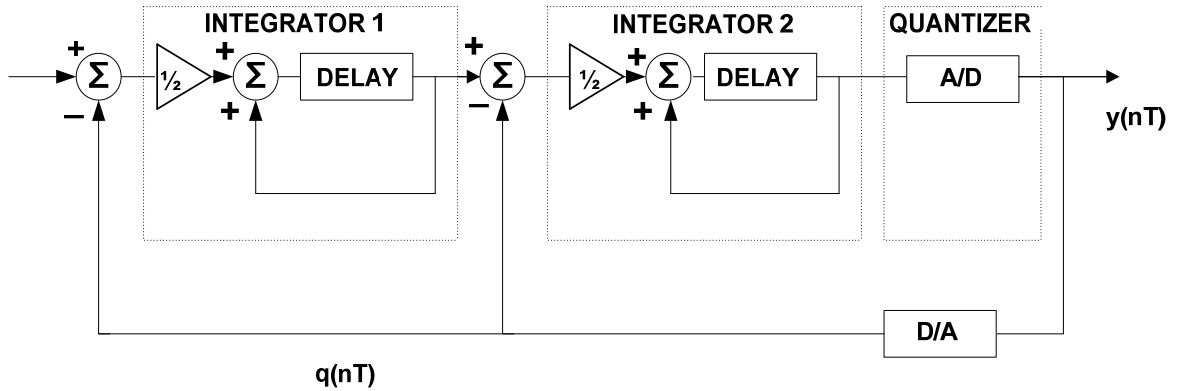 INTEGRATOR 1
INTEGRATOR 2
QUANTIZER
+ Σ ½ + Σ DELAY + Σ ½ + Σ DELAY A/D
− + − + y(nT)
D/A
q(nT)